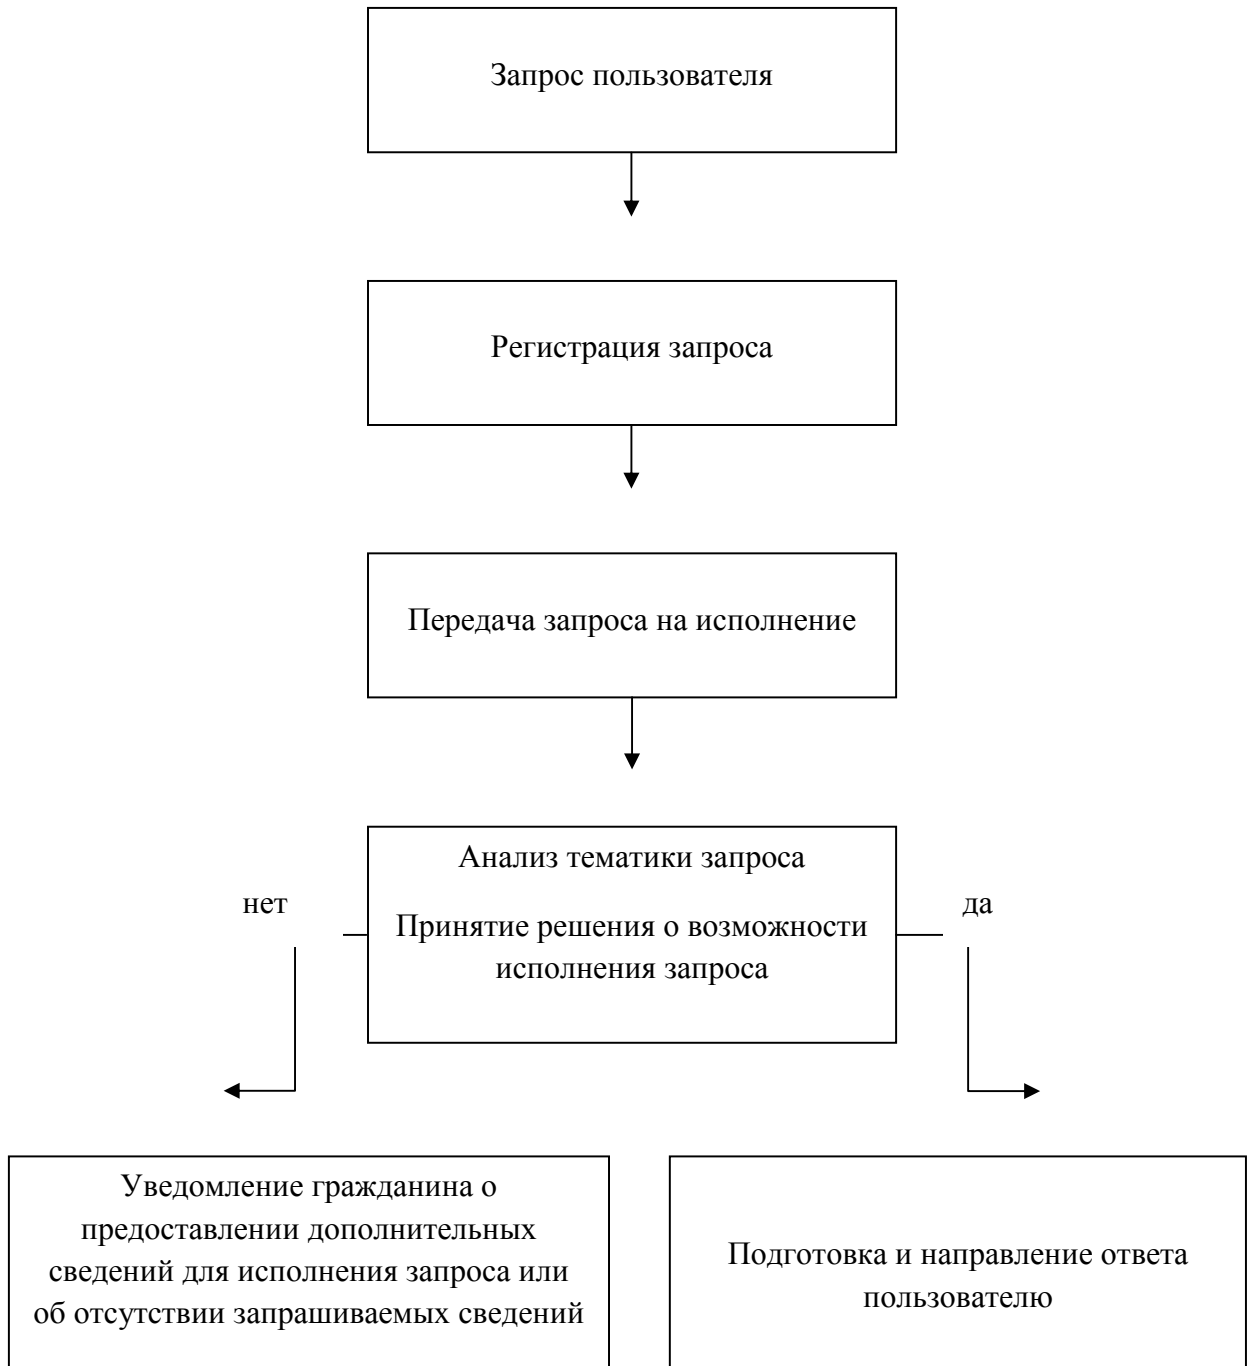 Запрос пользователя
Регистрация запроса
Передача запроса на исполнение
Анализ тематики запроса
нет
да
Принятие решения о возможности
исполнения запроса
Уведомление гражданина о
предоставлении дополнительных
сведений для исполнения запроса или
об отсутствии запрашиваемых сведений
Подготовка и направление ответа
пользователю